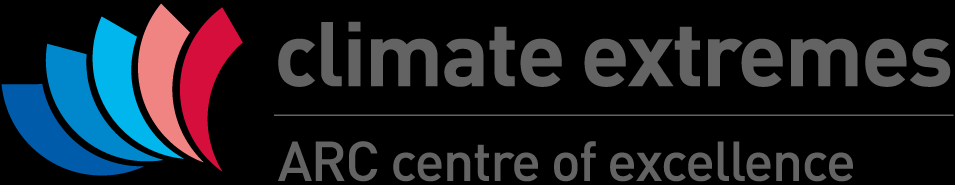 climate extremes
ARC centre of excellence